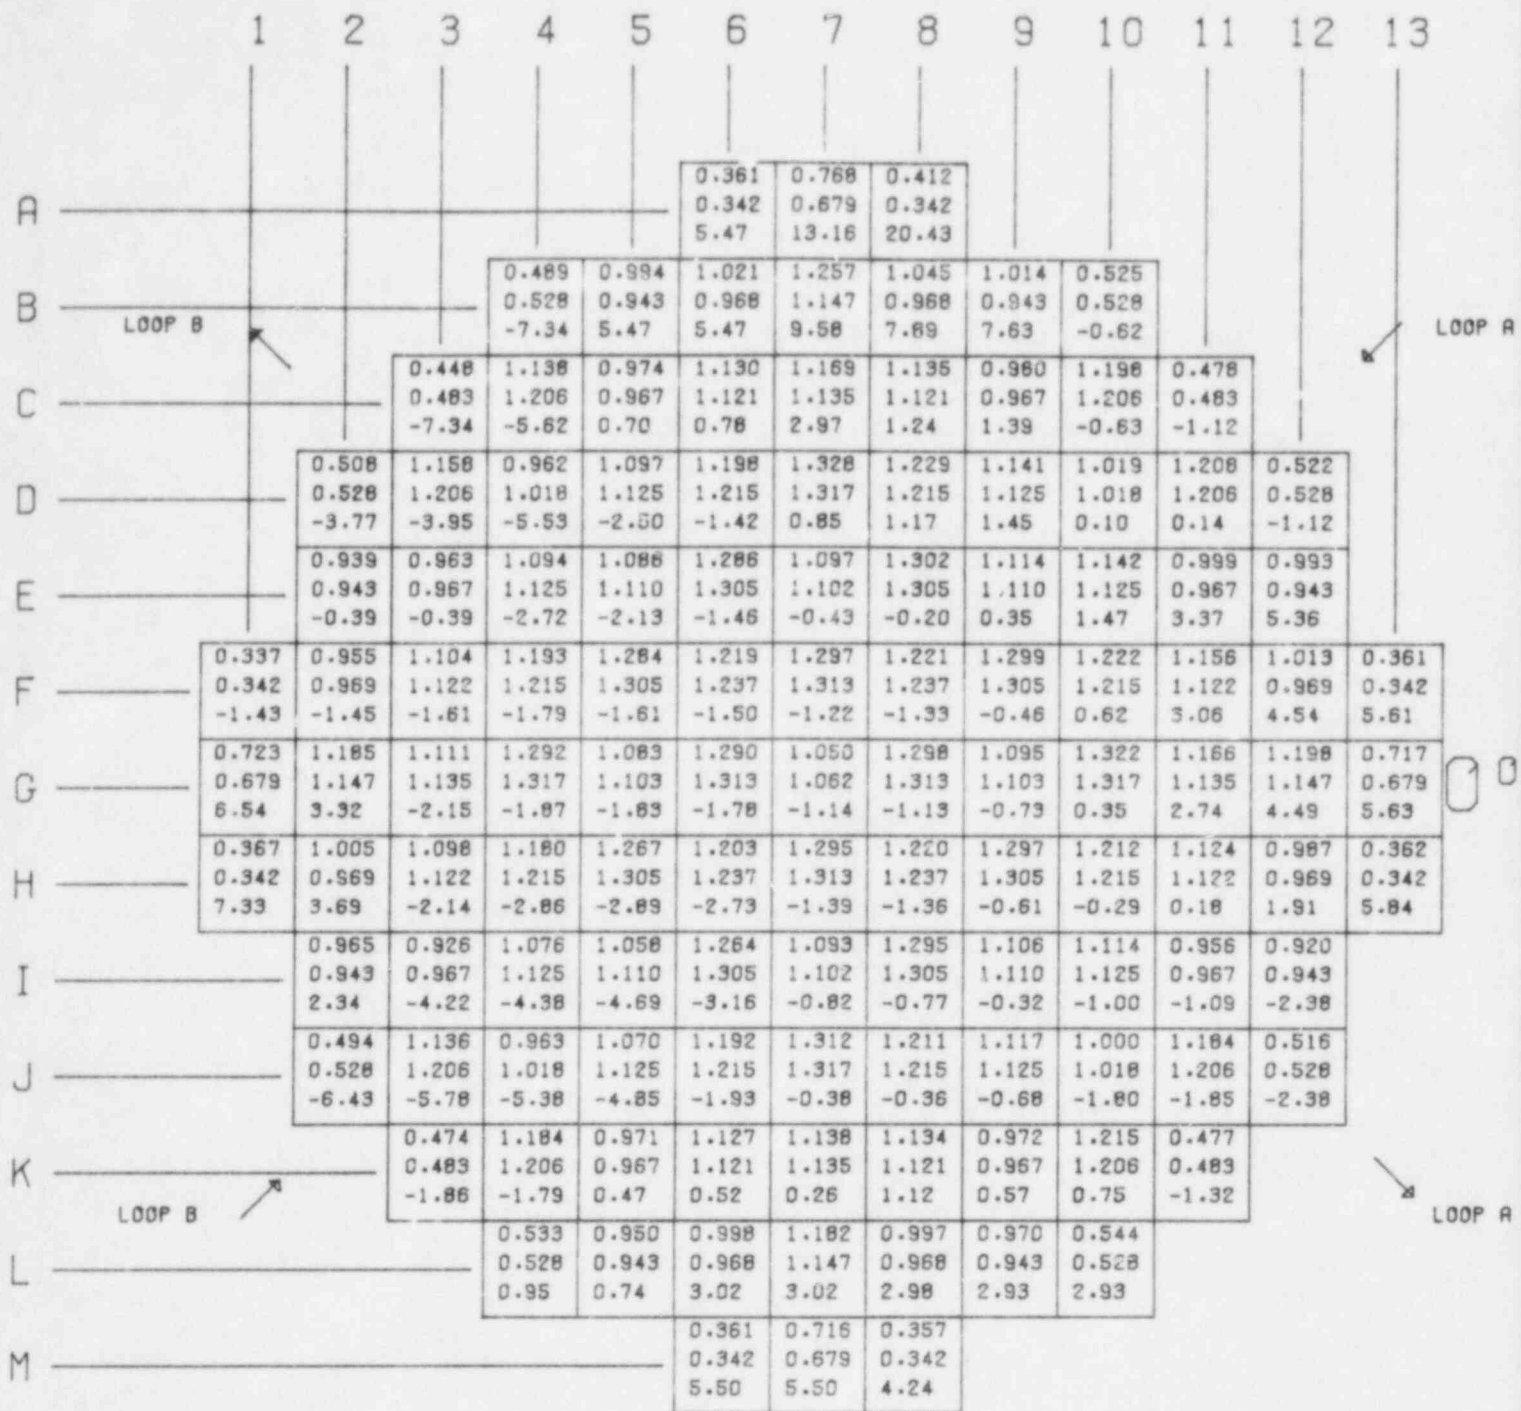 1 2 3 4 5 6 7 8 9 10 11 12 13
0.361 0.768 0.412
A 0.342 0.679 0.342
5.47 13.16 20.43
0.489 0.994 1.021 1.257 1.045 1.014 0.525
B 0.528 0.943 0.968 1.147 0.968 0.943 0.528
LOOP B -7.34 5.47 5.47 9.58 7.89 7.63 -0.62 LOOP A
0.448 1.138 0.974 1.130 1.169 1.135 0.980 1.198 0.478
C 0.483 1.206 0.967 1.121 1.135 1.121 0.967 1.206 0.483
-7.34 -5.62 0.70 0.78 2.97 1.24 1.39 -0.63 -1.12
0.508 1.158 0.962 1.097 1.198 1.328 1.229 1.141 1.019 1.208 0.522
D 0.528 1.206 1.018 1.125 1.215 1.317 1.215 1.125 1.018 1.206 0.528
-3.77 -3.95 -5.53 -2.50 -1.42 0.85 1.17 1.45 0.10 0.14 -1.12
0.939 0.963 1.094 1.086 1.286 1.097 1.302 1.114 1.142 0.999 0.993
E 0.943 0.967 1.125 1.110 1.305 1.102 1.305 1.110 1.125 0.967 0.943
-0.39 -0.39 -2.72 -2.13 -1.46 -0.43 -0.20 0.35 1.47 3.37 5.36
0.337 0.955 1.104 1.193 1.284 1.219 1.297 1.221 1.299 1.222 1.156 1.013 0.361
F 0.342 0.969 1.122 1.215 1.305 1.237 1.313 1.237 1.305 1.215 1.122 0.969 0.342
-1.43 -1.45 -1.61 -1.79 -1.61 -1.50 -1.22 -1.33 -0.46 0.62 3.06 4.54 5.61
0.723 1.185 1.111 1.292 1.083 1.290 1.050 1.298 1.095 1.322 1.166 1.198 0.717
G 0.679 1.147 1.135 1.317 1.103 1.313 1.062 1.313 1.103 1.317 1.135 1.147 0.679
6.54 3.32 -2.15 -1.87 -1.83 -1.78 -1.14 -1.13 -0.73 0.35 2.74 4.49 5.63
0.367 1.005 1.098 1.180 1.267 1.203 1.295 1.220 1.297 1.212 1.124 0.987 0.362
H 0.342 0.969 1.122 1.215 1.305 1.237 1.313 1.237 1.305 1.215 1.122 0.969 0.342
7.33 3.69 -2.14 -2.86 -2.89 -2.73 -1.39 -1.36 -0.61 -0.29 0.18 1.91 5.84
0.965 0.926 1.076 1.058 1.264 1.093 1.295 1.106 1.114 0.956 0.920
I 0.943 0.967 1.125 1.110 1.305 1.102 1.305 1.110 1.125 0.967 0.943
2.34 -4.22 -4.38 -4.69 -3.16 -0.82 -0.77 -0.32 -1.00 -1.09 -2.38
0.494 1.136 0.963 1.070 1.192 1.312 1.211 1.117 1.000 1.184 0.516
J 0.528 1.206 1.018 1.125 1.215 1.317 1.215 1.125 1.018 1.206 0.528
-6.43 -5.78 -5.38 -4.85 -1.93 -0.38 -0.36 -0.68 -1.80 -1.85 -2.38
0.474 1.184 0.971 1.127 1.138 1.134 0.972 1.215 0.477
K 0.483 1.206 0.967 1.121 1.135 1.121 0.967 1.206 0.483
-1.86 -1.79 0.47 0.52 0.26 1.12 0.57 0.75 -1.32
LOOP B LOOP A
0.533 0.950 0.998 1.182 0.997 0.970 0.544
L 0.528 0.943 0.968 1.147 0.968 0.943 0.528
0.95 0.74 3.02 3.02 2.98 2.93 2.93
0.361 0.716 0.357
M 0.342 0.679 0.342
5.50 5.50 4.24